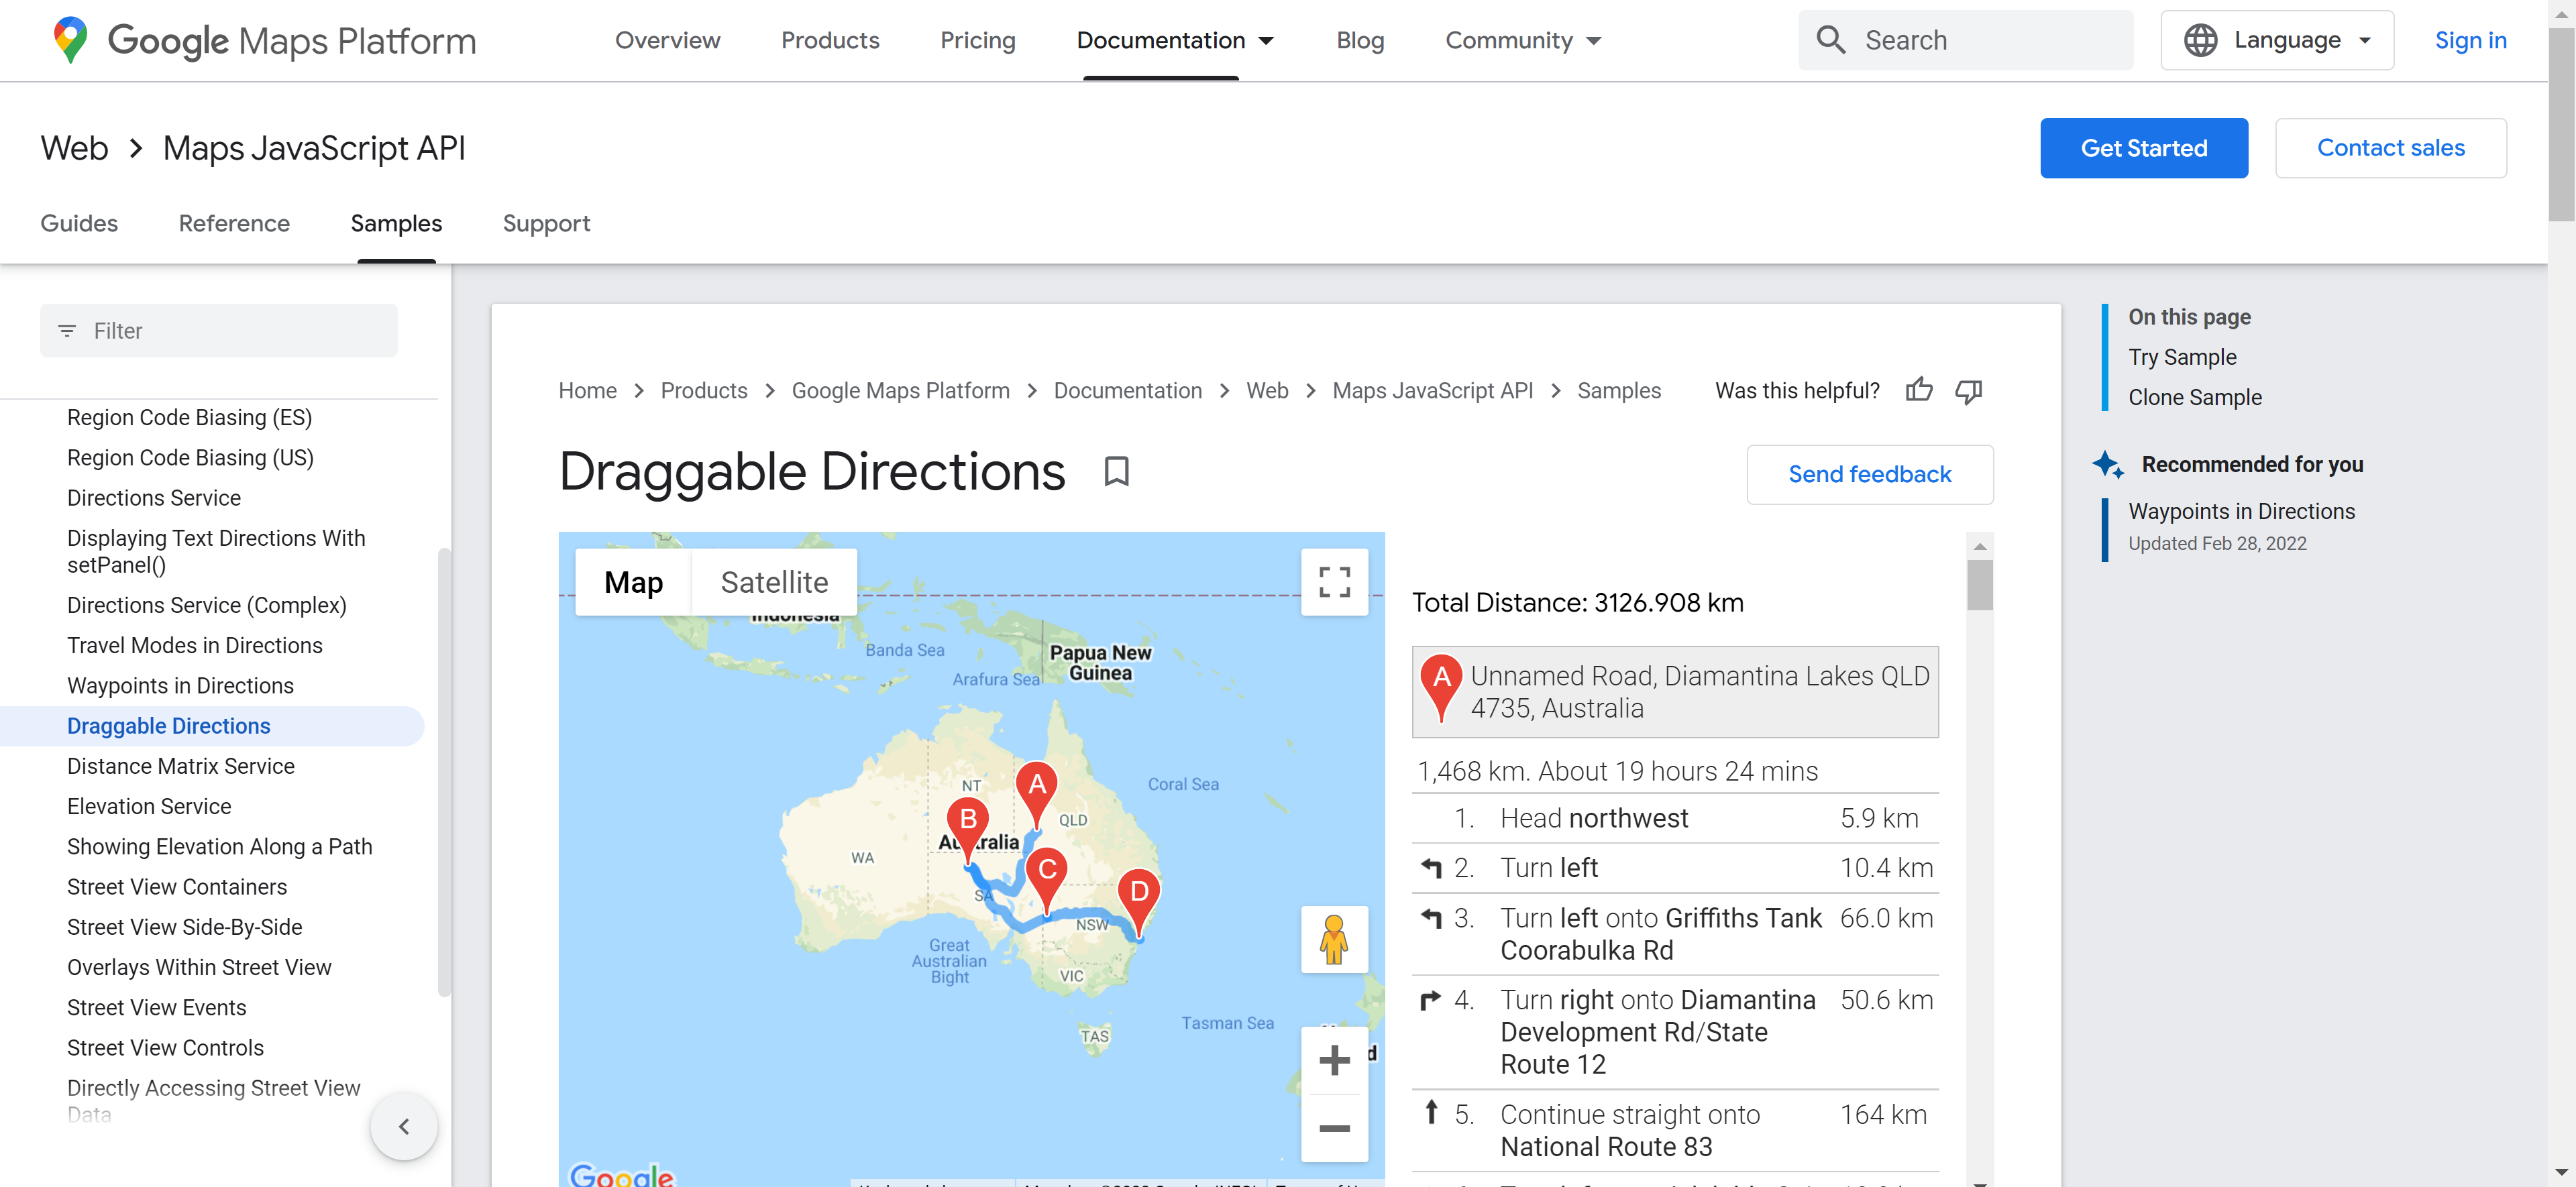 Google Maps Platform
Overview
Products
Pricing
Documentation
Blog
Community
Search
Language
Sign in
Web
Maps JavaScript API
Get Started
Contact sales
Guides
Reference
Samples
Support
Filter
Region Code Biasing (ES)
Region Code Biasing (US)
Directions Service
Displaying Text Directions With
setPanel()
Directions Service (Complex)
Travel Modes in Directions
Waypoints in Directions
Draggable Directions
Distance Matrix Service
Elevation Service
Showing Elevation Along a Path
Street View Containers
Street View Side-By-Side
Overlays Within Street View
Street View Events
Street View Controls
Directly Accessing Street View
Data
Home
Products
Google Maps Platform
Documentation
Web
Maps JavaScript API
Samples
Was this helpful?
Draggable Directions
Send feedback
Map
Satellite
Indonesia
Banda Sea
Papua New
Guinea
Arafura Sea
Coral Sea
NT
A
B
QLD
Australia
WA
C
D
SA
NSW
Great
Australian
Bight
VIC
Tasman Sea
TAS
Google
Total Distance: 3126.908 km
A
Unnamed Road, Diamantina Lakes QLD
4735, Australia
1,468 km. About 19 hours 24 mins
1. Head northwest 5.9 km
2. Turn left 10.4 km
3. Turn left onto Griffiths Tank 66.0 km
Coorabulka Rd
4. Turn right onto Diamantina 50.6 km
Development Rd/State
Route 12
5. Continue straight onto 164 km
National Route 83
On this page
Try Sample
Clone Sample
Recommended for you
Waypoints in Directions
Updated Feb 28, 2022